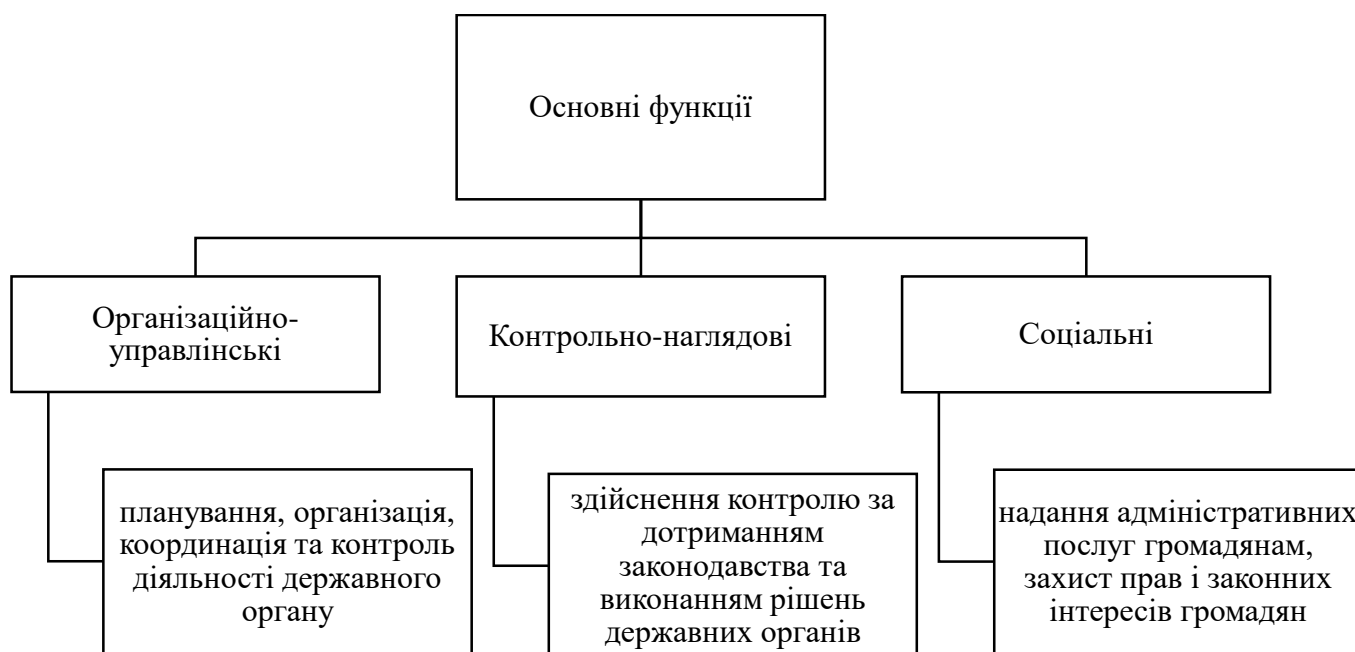 Основні функції
Організаційно-
управлінські
Контрольно-наглядові
Соціальні
планування, організація,
координація та контроль
діяльності державного
органу
здійснення контролю за
дотриманням
законодавства та
виконанням рішень
державних органів
надання адміністративних
послуг громадянам,
захист прав і законних
інтересів громадян